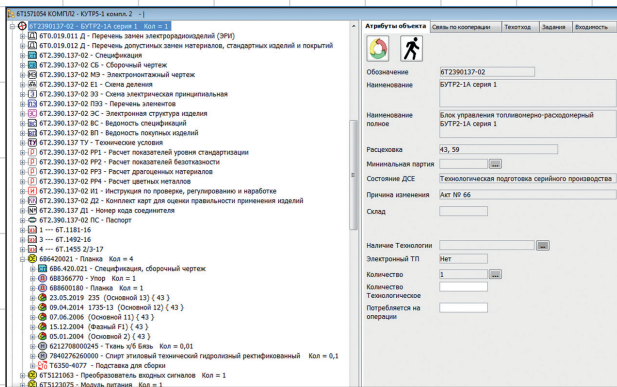 6Т1571054 КОМПЛ2 - КУТР5-1 компл. 2 - |
6Т2390137-02 - БУТР2-1А серия 1 Кол = 1
6Т0.019.011 Д - Перечень замен электрорадиоизделий (ЭРИ)
6Т0.019.012 Д - Перечень допустимых замен материалов, стандартных изделий и покрытий
6Т2.390.137-02 - Спецификация
6Т2.390.137-02 СБ - Сборочный чертеж
6Т2.390.137-02 МЭ - Электромонтажный чертеж
6Т2.390.137-02 Е1 - Схема деления
6Т2.390.137-02 Э3 - Схема электрическая принципиальная
6Т2.390.137-02 ПЭ3 - Перечень элементов
6Т2.390.137-02 ЭС - Электронная структура изделия
6Т2.390.137-02 ВС - Ведомость спецификаций
6Т2.390.137-02 ВП - Ведомость покупных изделий
6Т2.390.137 ТУ - Технические условия
6Т2.390.137-02 РР1 - Расчет показателей уровня стандартизации
6Т2.390.137-02 РР2 - Расчет показателей безотказности
6Т2.390.137-02 РР3 - Расчет драгоценных материалов
6Т2.390.137-02 РР4 - Расчет цветных металлов
6Т2.390.137-02 И1 - Инструкция по проверке, регулированию и наработке
6Т2.390.137-02 Д2 - Комплект карт для оценки правильности применения изделий
6Т2.390.137 Д1 - Номер кода соединителя
6Т2.390.137-02 ПС - Паспорт
1 --- 6Т.1181-16
3 --- 6Т.1492-16
4 --- 6Т.1455 2/3-17
6Б6420021 - Планка Кол = 4
6Б6.420.021 - Спецификация, сборочный чертеж
6В8366770 - Упор Кол = 1
6В8600180 - Планка Кол = 1
23.05.2019 235 (Основной 13) { 43 }
09.04.2014 1735-13 (Основной 12) { 43 }
07.06.2006 (Основной 11) { 43 }
15.12.2004 (Фазный F1) { 43 }
05.01.2004 (Основной 2) { 43 }
6212708000245 - Ткань х/б Бязь Кол = 0,01
7840276260000 - Спирт этиловый технический гидролизный ректификованный Кол = 0,1
Т6350-4077 - Подставка для сборки
6Т5121063 - Преобразователь входных сигналов Кол = 1
6Т5123075 - Модуль питания Кол = 1
Атрибуты объекта Связь по кооперации Техотход Задания Входимость
Обозначение 6Т2390137-02
Наименование БУТР2-1А серия 1
Наименование полное Блок управления топливомерно-расходомерный БУТР2-1А серия 1
Расцеховка 43, 59
Минимальная партия ...
Состояние ДСЕ Технологическая подготовка серийного производства
Причина изменения Акт № 66
Склад
Наличие Технологии ...
Электронный ТП Нет
Количество 1 ...
Количество Технологическое
Потребляется на операции